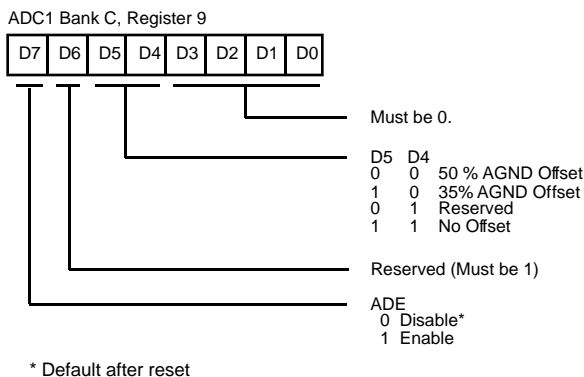 ADC1 Bank C, Register 9
D7 D6 D5 D4 D3 D2 D1 D0
Must be 0.
D5 D4
0 0 50 % AGND Offset
1 0 35% AGND Offset
0 1 Reserved
1 1 No Offset
Reserved (Must be 1)
ADE
0 Disable*
1 Enable
* Default after reset